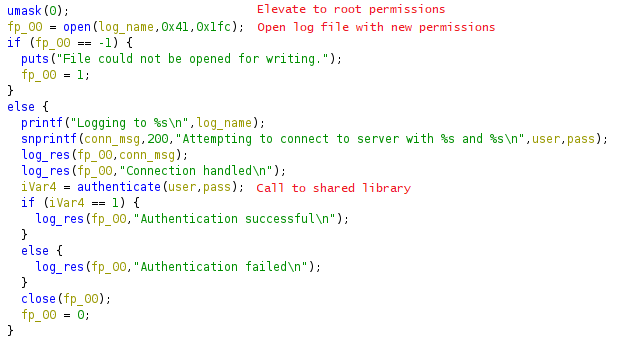 umask(0); Elevate to root permissions
fp_00 = open(log_name,0x41,0x1fc); Open log file with new permissions
if (fp_00 == -1) {
  puts("File could not be opened for writing.");
  fp_00 = 1;
}
else {
  printf("Logging to %s\n",log_name);
  snprintf(conn_msg,200,"Attempting to connect to server with %s and %s\n",user,pass);
  log_res(fp_00,conn_msg);
  log_res(fp_00,"Connection handled\n");
  iVar4 = authenticate(user,pass); Call to shared library
  if (iVar4 == 1) {
    log_res(fp_00,"Authentication successful\n");
  }
  else {
    log_res(fp_00,"Authentication failed\n");
  }
  close(fp_00);
  fp_00 = 0;
}